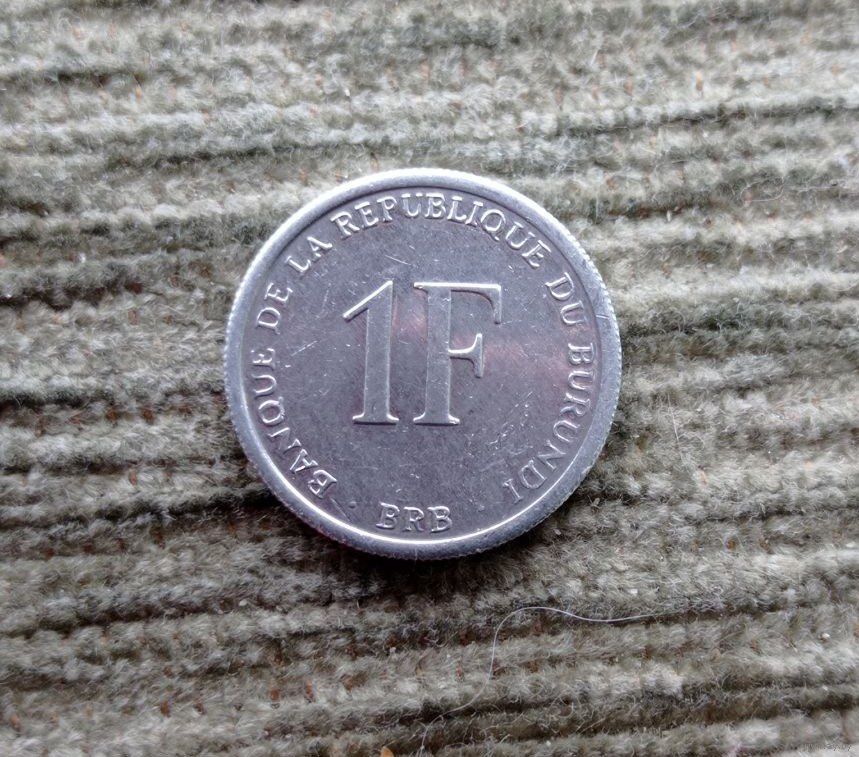 BANQUE DE LA REPUBLIQUE DU BURUNDI
1F
· BRB ·